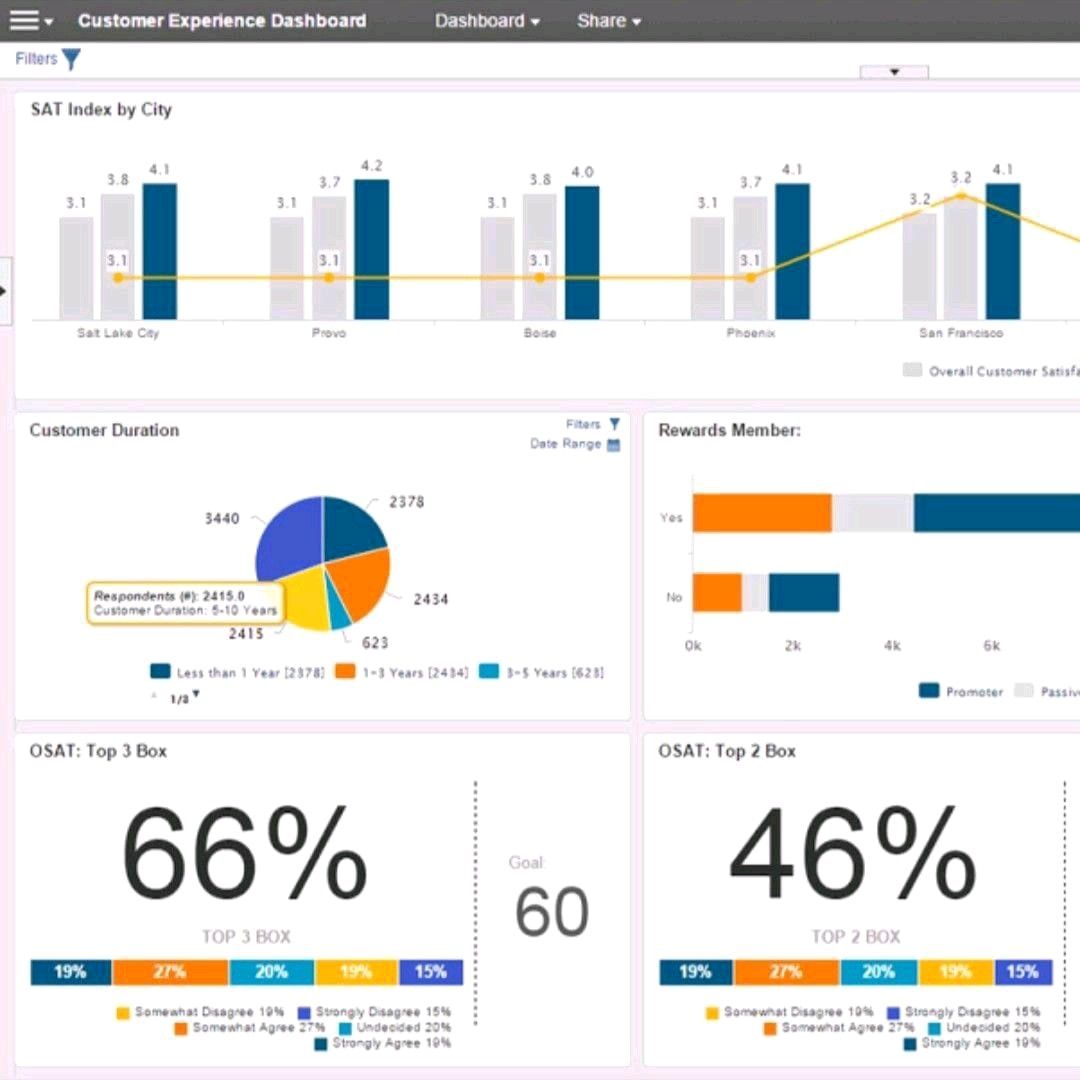 Customer Experience Dashboard Dashboard Share
Filters
SAT Index by City
3.1 3.8 4.1 3.1 3.7 4.2 3.1 3.8 4.0 3.1 3.7 4.1 3.2 3.2 4.1
3.1 3.1 3.1 3.1
Salt Lake City Provo Boise Phoenix San Francisco
Overall Customer Satisfa
Customer Duration
Filters
Date Range
2378
3440
Respondents (#): 2415.0
Customer Duration: 5-10 Years
2434
2415
623
Less than 1 Year [2378] 1-3 Years [2434] 3-5 Years [623]
1/3
Rewards Member:
Yes
No
0k 2k 4k 6k
Promoter Passiv
OSAT: Top 3 Box
66%
TOP 3 BOX
Goal:
60
19% 27% 20% 19% 15%
Somewhat Disagree 19% Strongly Disagree 15%
Somewhat Agree 27% Undecided 20%
Strongly Agree 19%
OSAT: Top 2 Box
46%
TOP 2 BOX
19% 27% 20% 19% 15%
Somewhat Disagree 19% Strongly Disagree 15%
Somewhat Agree 27% Undecided 20%
Strongly Agree 19%